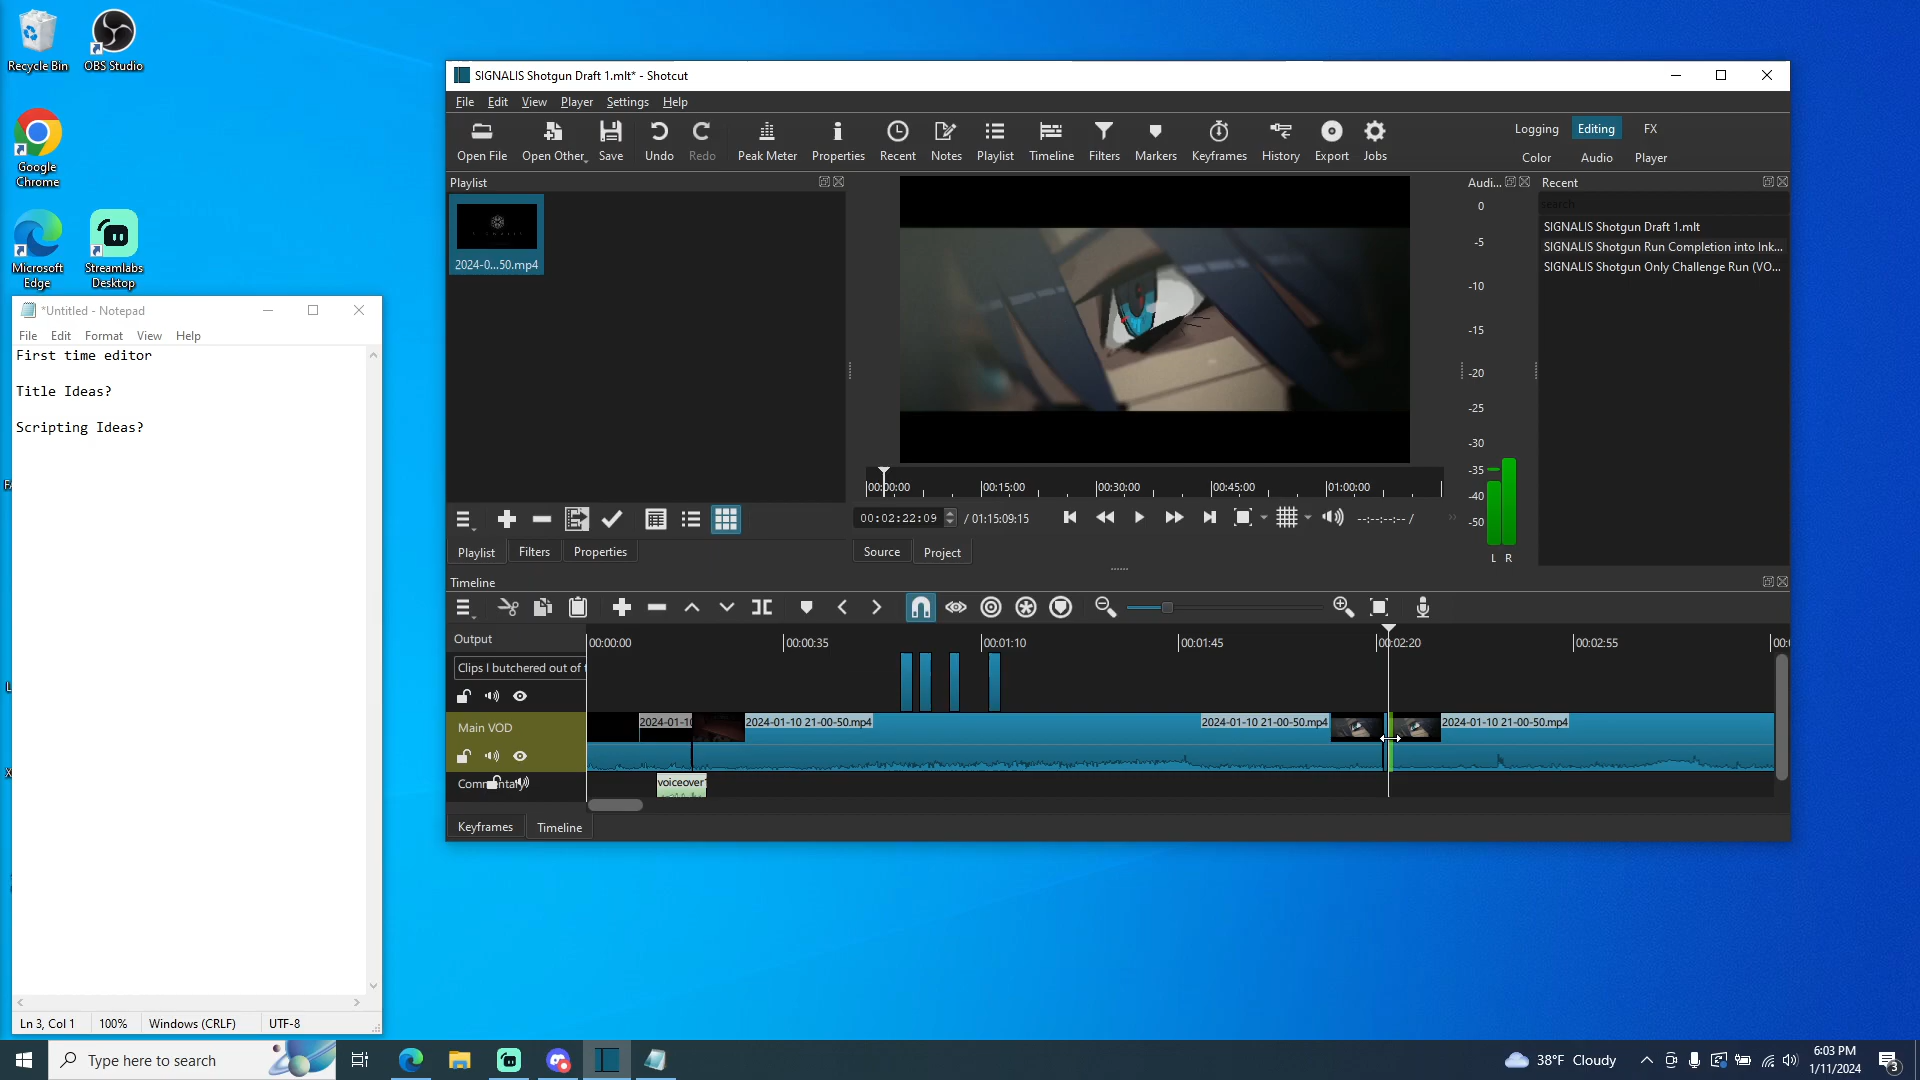 Recycle Bin
OBS Studio
Google
Chrome
Microsoft
Edge
Streamlabs
Desktop
*Untitled - Notepad
File Edit Format View Help
First time editor
Title Ideas?
Scripting Ideas?
Ln 3, Col 1 100% Windows (CRLF) UTF-8
SIGNALIS Shotgun Draft 1.mlt* - Shotcut
File Edit View Player Settings Help
Open File Open Other Save Undo Redo Peak Meter Properties Recent Notes Playlist Timeline Filters Markers Keyframes History Export Jobs
Logging Editing FX
Color Audio Player
Playlist
2024-0...50.mp4
Playlist Filters Properties
00:00:00 00:15:00 00:30:00 00:45:00 01:00:00
00:02:22:09 / 01:15:09:15
--:--:--:-- /
Source Project
Audi...
0
-5
-10
-15
-20
-25
-30
-35
-40
-50
L R
Recent
search
SIGNALIS Shotgun Draft 1.mlt
SIGNALIS Shotgun Run Completion into Ink...
SIGNALIS Shotgun Only Challenge Run (VO...
Timeline
Output
00:00:00 00:00:35 00:01:10 00:01:45 00:02:20 00:02:55
Clips I butchered out of
Main VOD
2024-01-10 2024-01-10 21-00-50.mp4 2024-01-10 21-00-50.mp4 2024-01-10 21-00-50.mp4
Commentary
voiceover
Keyframes Timeline
Type here to search
38°F Cloudy
6:03 PM
1/11/2024
3